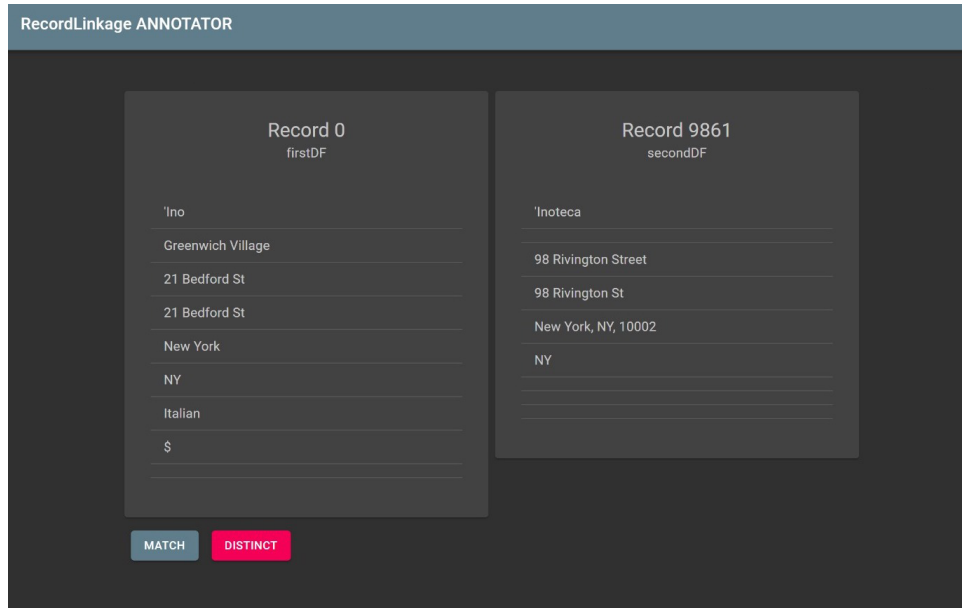 RecordLinkage ANNOTATOR
Record 0
firstDF
'Ino
Greenwich Village
21 Bedford St
21 Bedford St
New York
NY
Italian
$
Record 9861
secondDF
'Inoteca
98 Rivington Street
98 Rivington St
New York, NY, 10002
NY
MATCH
DISTINCT